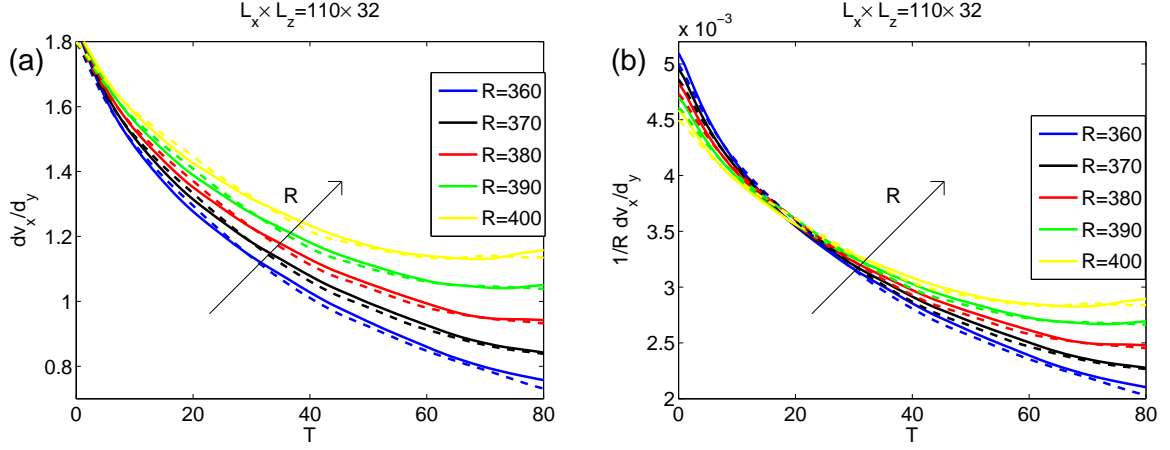 L_x × L_z=110× 32
(a)
1.8
1.6
1.4
1.2
1
0.8
0
20
40
60
80
dv_x/d_y
T
R
R=360
R=370
R=380
R=390
R=400
L_x × L_z=110× 32
x 10^-3
(b)
5
4.5
4
3.5
3
2.5
2
0
20
40
60
80
1/R dv_x/d_y
T
R
R=360
R=370
R=380
R=390
R=400